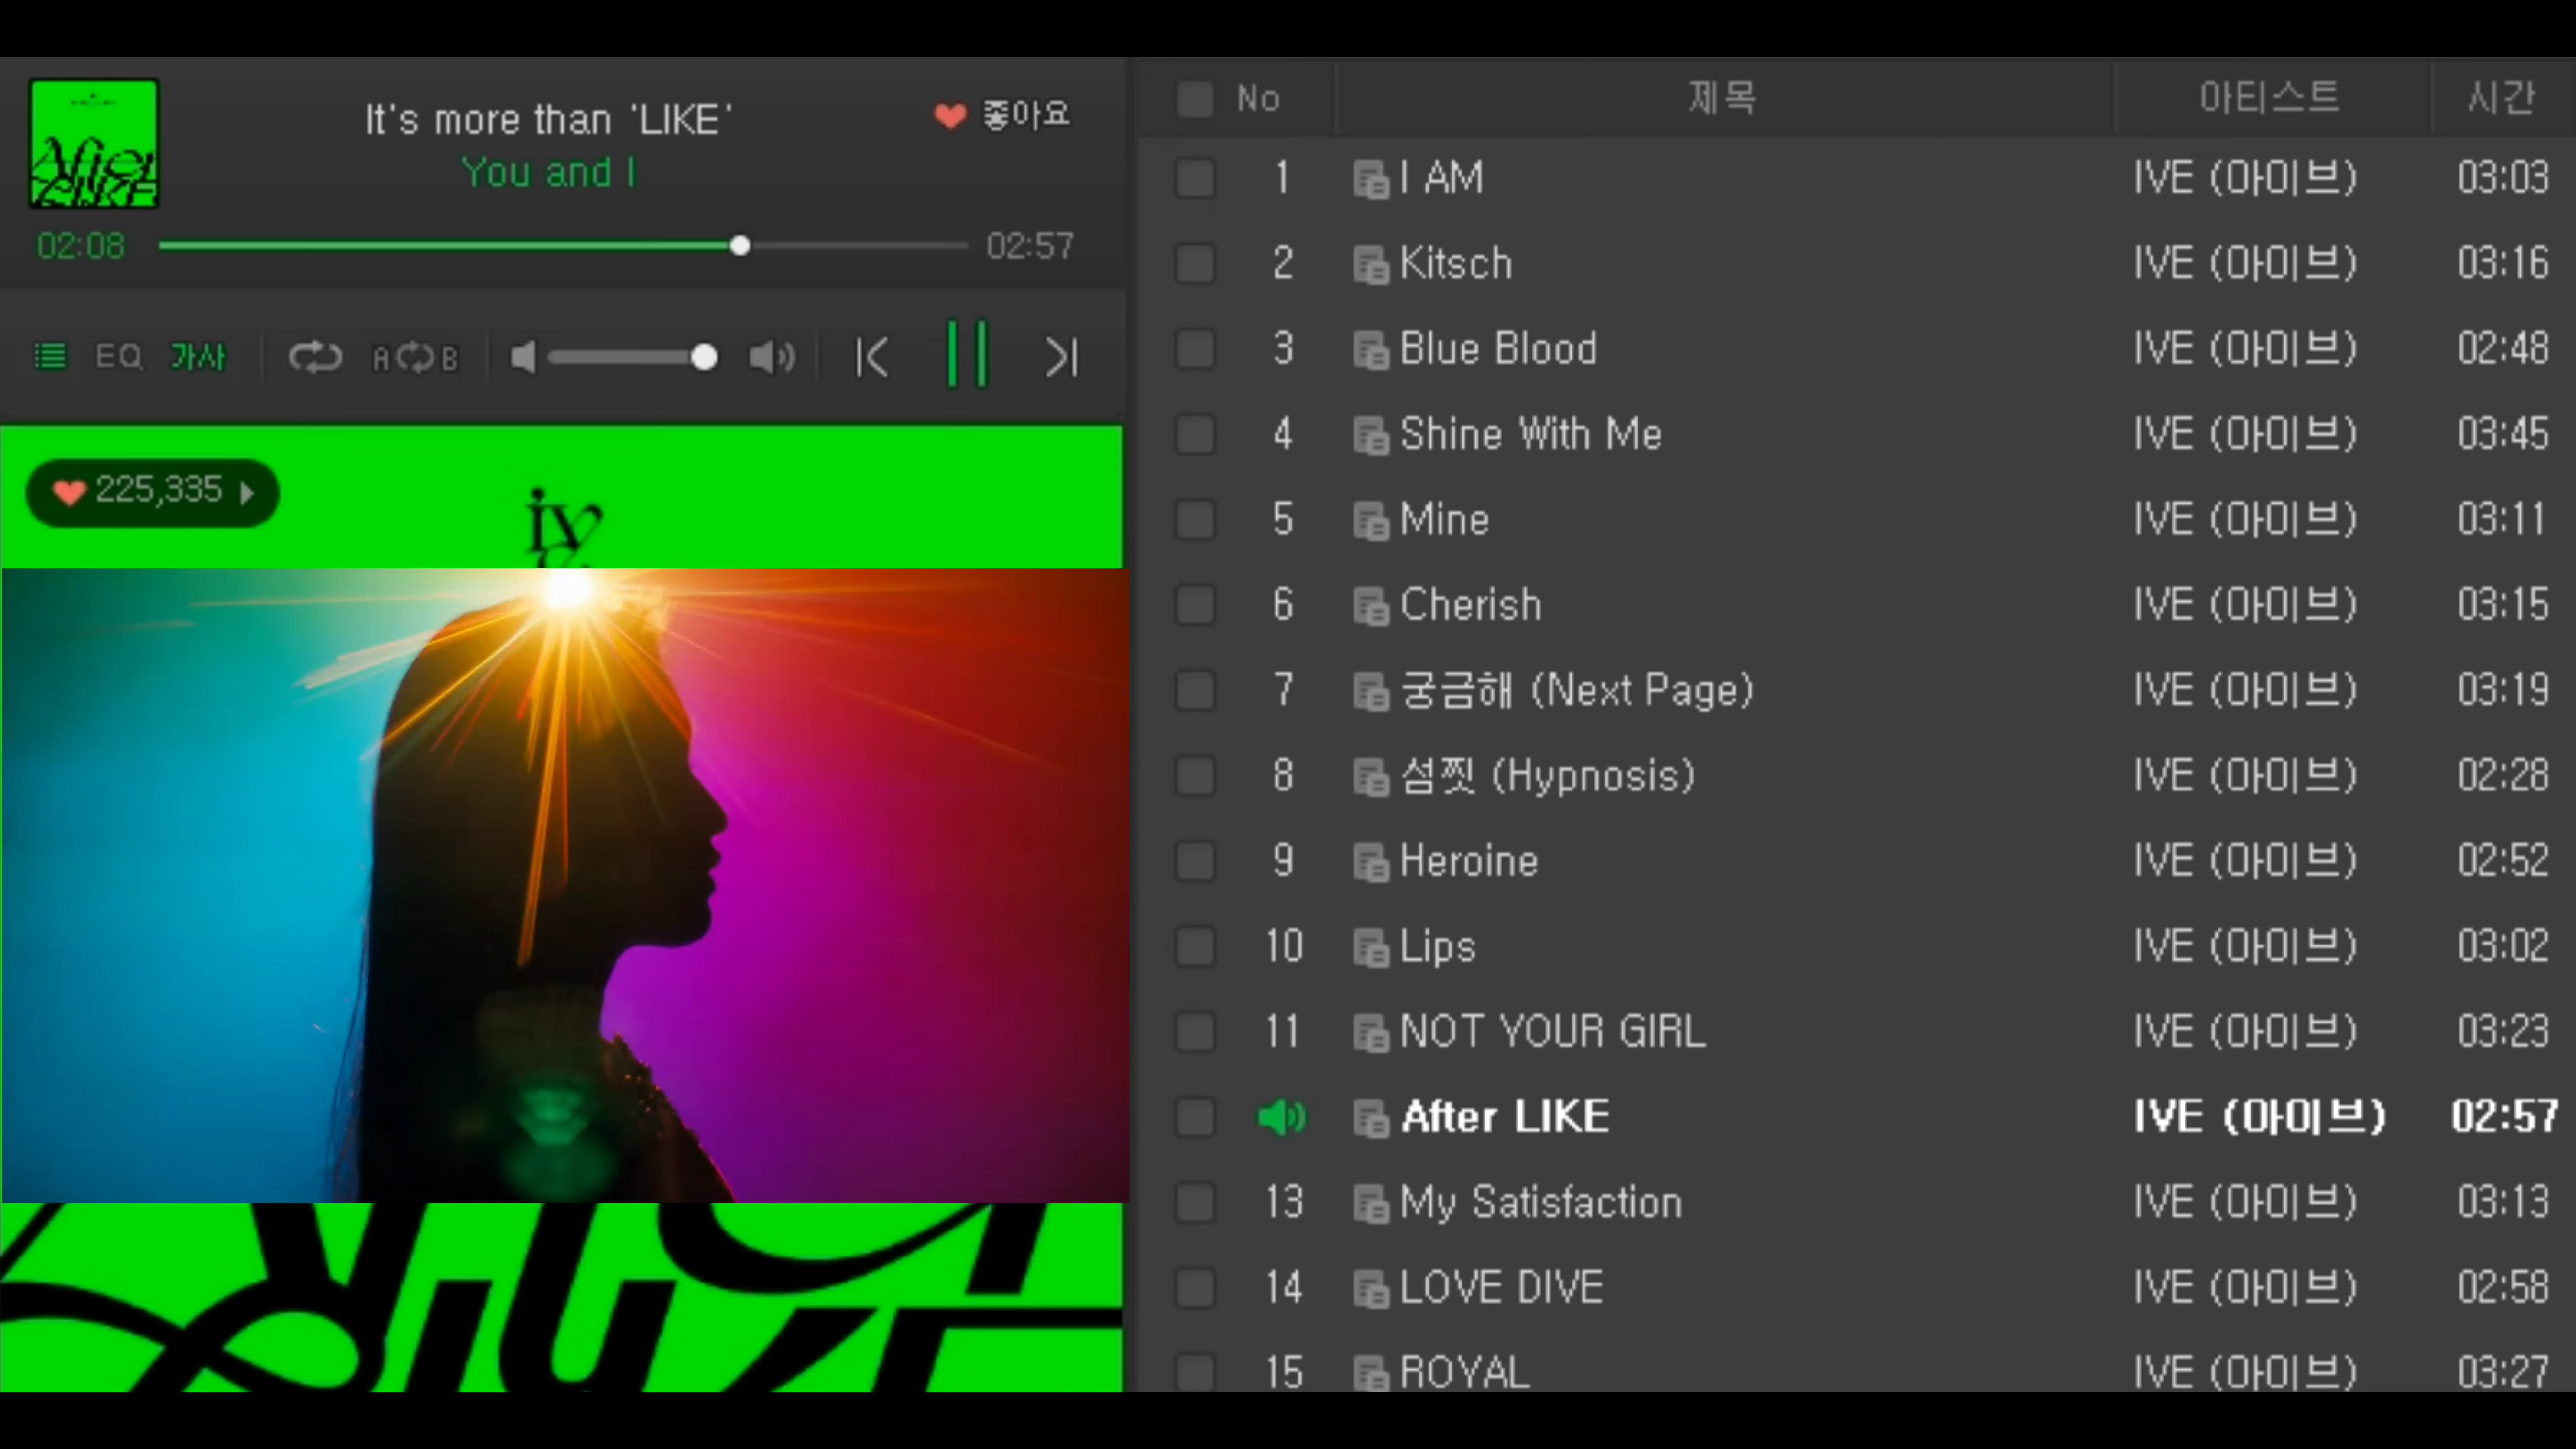 After
LIKE
It's more than 'LIKE'
You and I
좋아요
02:08
02:57
EQ 가사
A B
225,335
ive
No 제목 아티스트 시간
1 I AM IVE (아이브) 03:03
2 Kitsch IVE (아이브) 03:16
3 Blue Blood IVE (아이브) 02:48
4 Shine With Me IVE (아이브) 03:45
5 Mine IVE (아이브) 03:11
6 Cherish IVE (아이브) 03:15
7 궁금해 (Next Page) IVE (아이브) 03:19
8 섬찟 (Hypnosis) IVE (아이브) 02:28
9 Heroine IVE (아이브) 02:52
10 Lips IVE (아이브) 03:02
11 NOT YOUR GIRL IVE (아이브) 03:23
After LIKE IVE (아이브) 02:57
13 My Satisfaction IVE (아이브) 03:13
14 LOVE DIVE IVE (아이브) 02:58
15 ROYAL IVE (아이브) 03:27